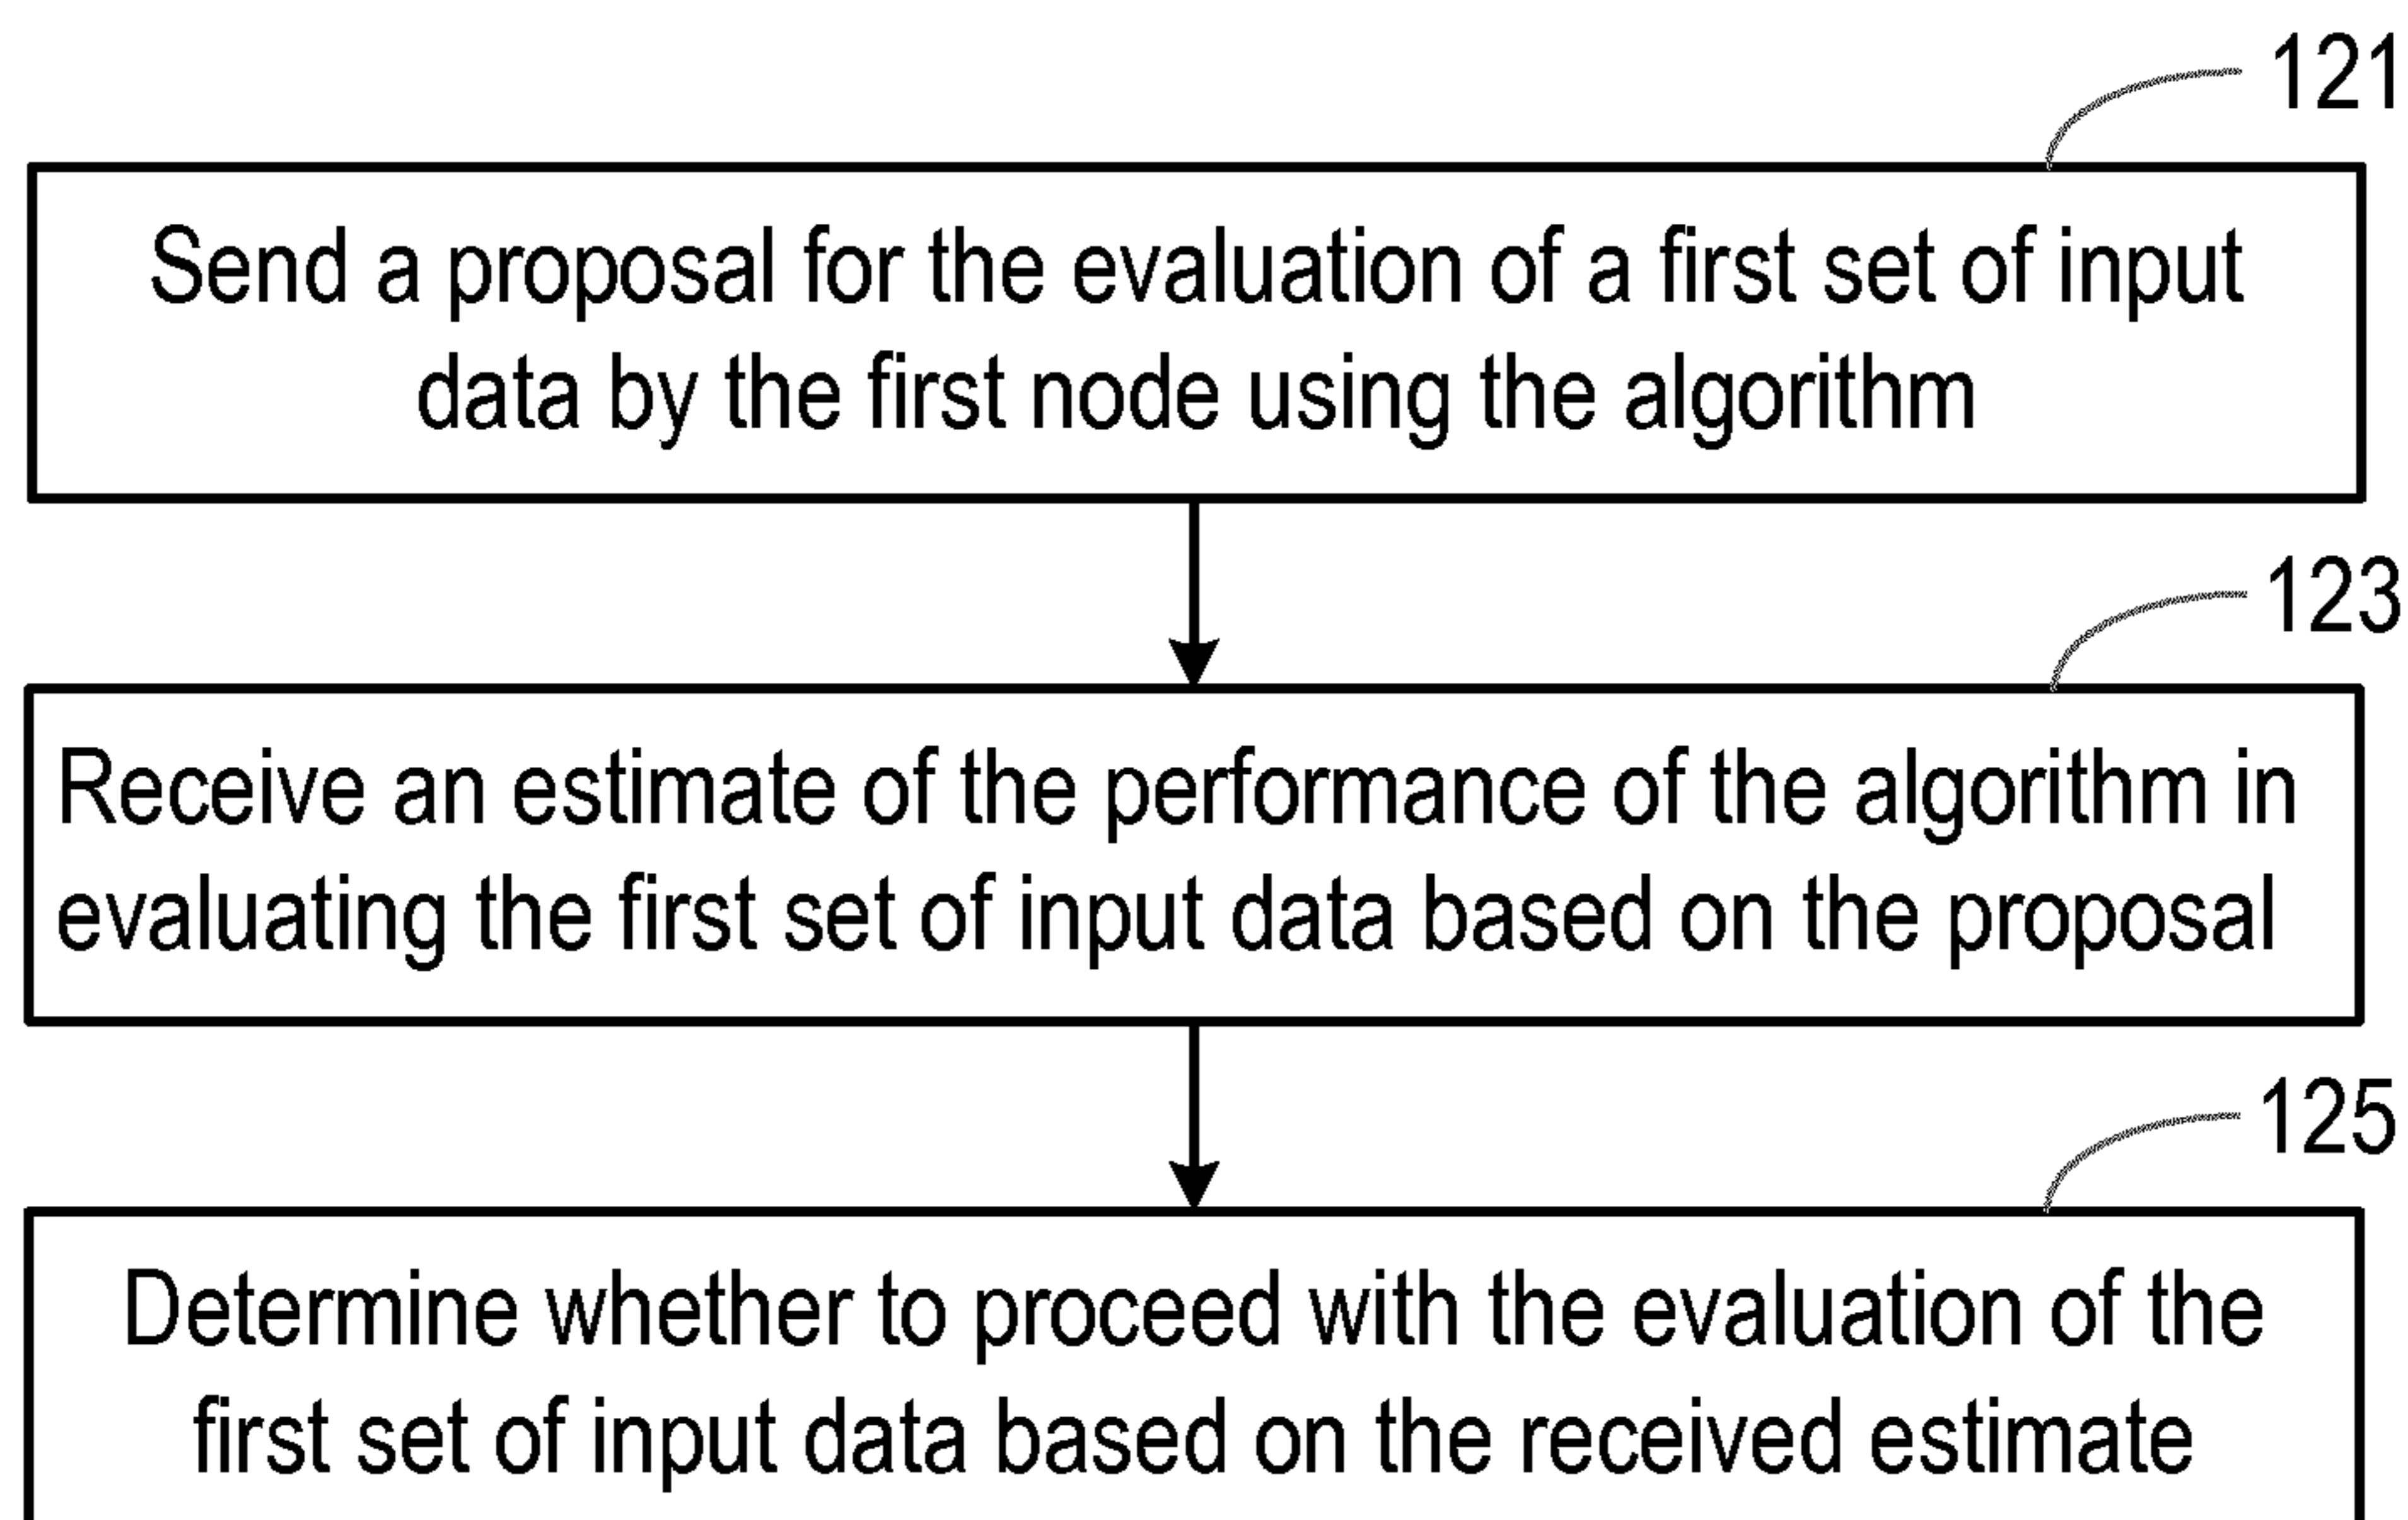 121
Send a proposal for the evaluation of a first set of input
data by the first node using the algorithm
123
Receive an estimate of the performance of the algorithm in
evaluating the first set of input data based on the proposal
125
Determine whether to proceed with the evaluation of the
first set of input data based on the received estimate